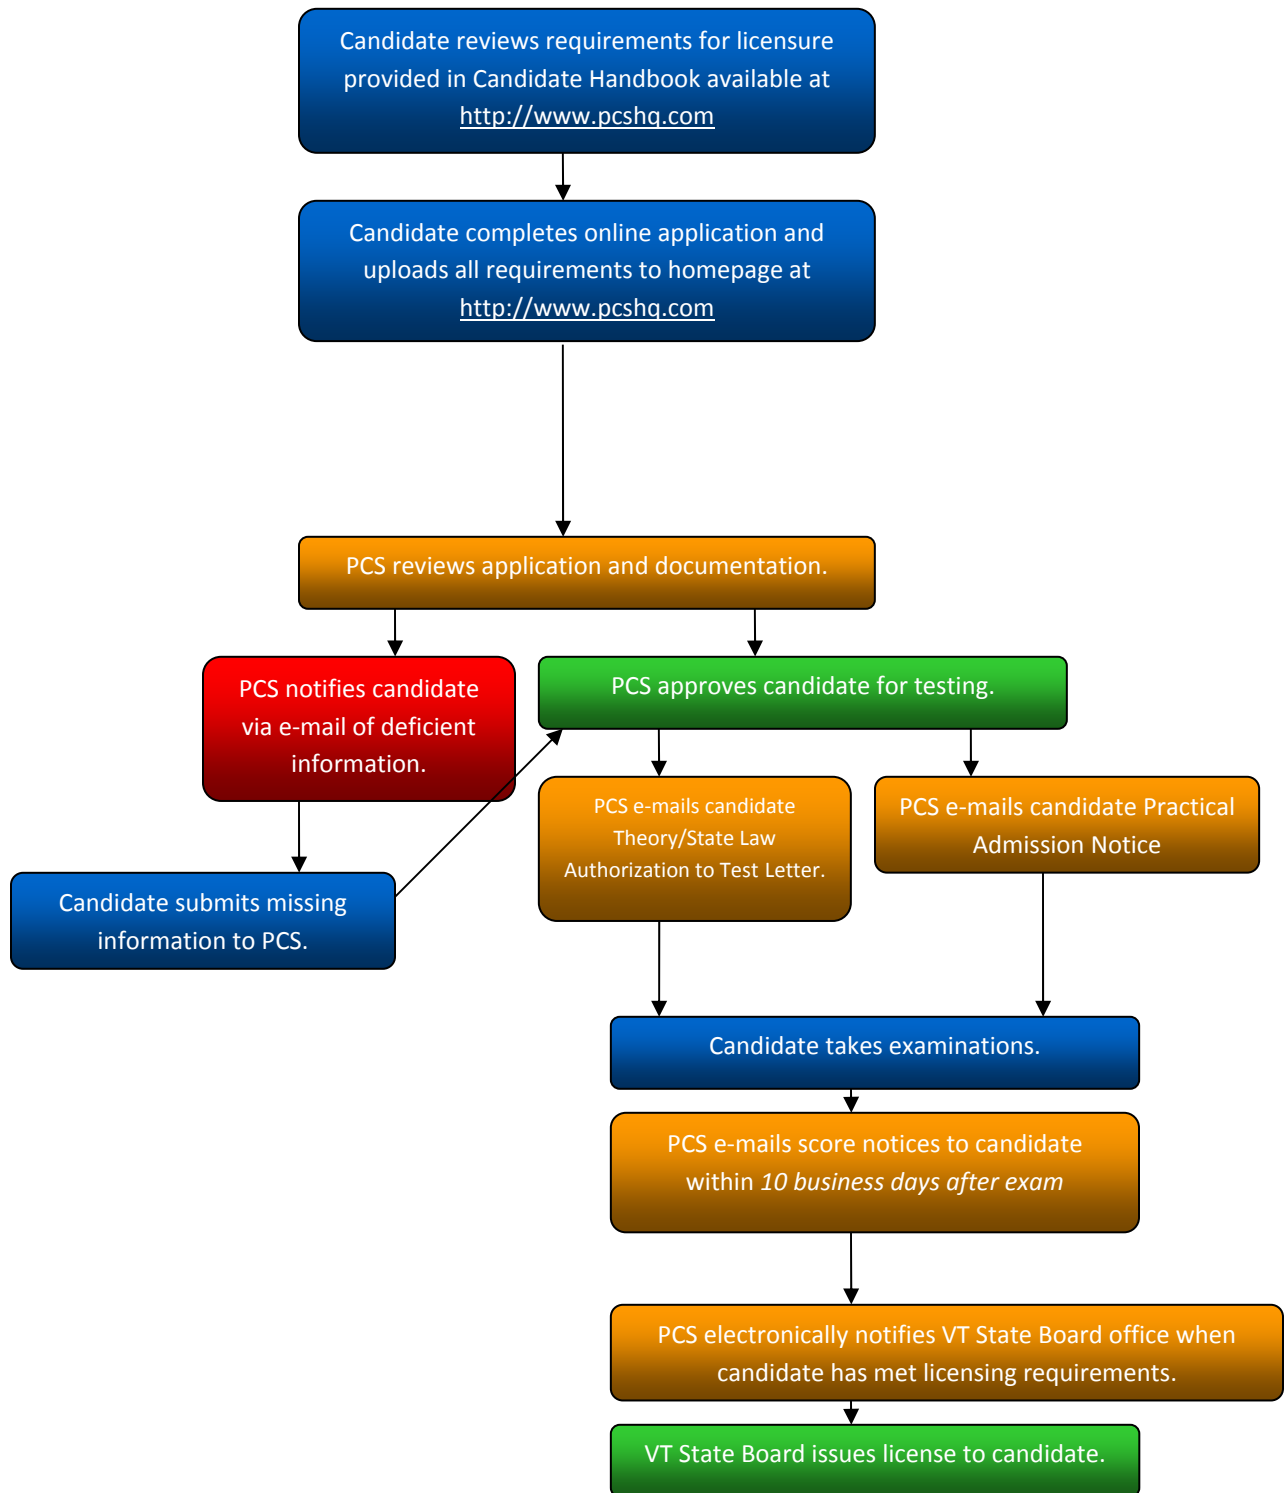 Candidate reviews requirements for licensure
provided in Candidate Handbook available at
http://www.pcshq.com
Candidate completes online application and
uploads all requirements to homepage at
http://www.pcshq.com
PCS reviews application and documentation.
PCS notifies candidate
via e-mail of deficient
information.
PCS approves candidate for testing.
PCS e-mails candidate
Theory/State Law
Authorization to Test Letter.
PCS e-mails candidate Practical
Admission Notice
Candidate submits missing
information to PCS.
Candidate takes examinations.
PCS e-mails score notices to candidate
within 10 business days after exam
PCS electronically notifies VT State Board office when
candidate has met licensing requirements.
VT State Board issues license to candidate.